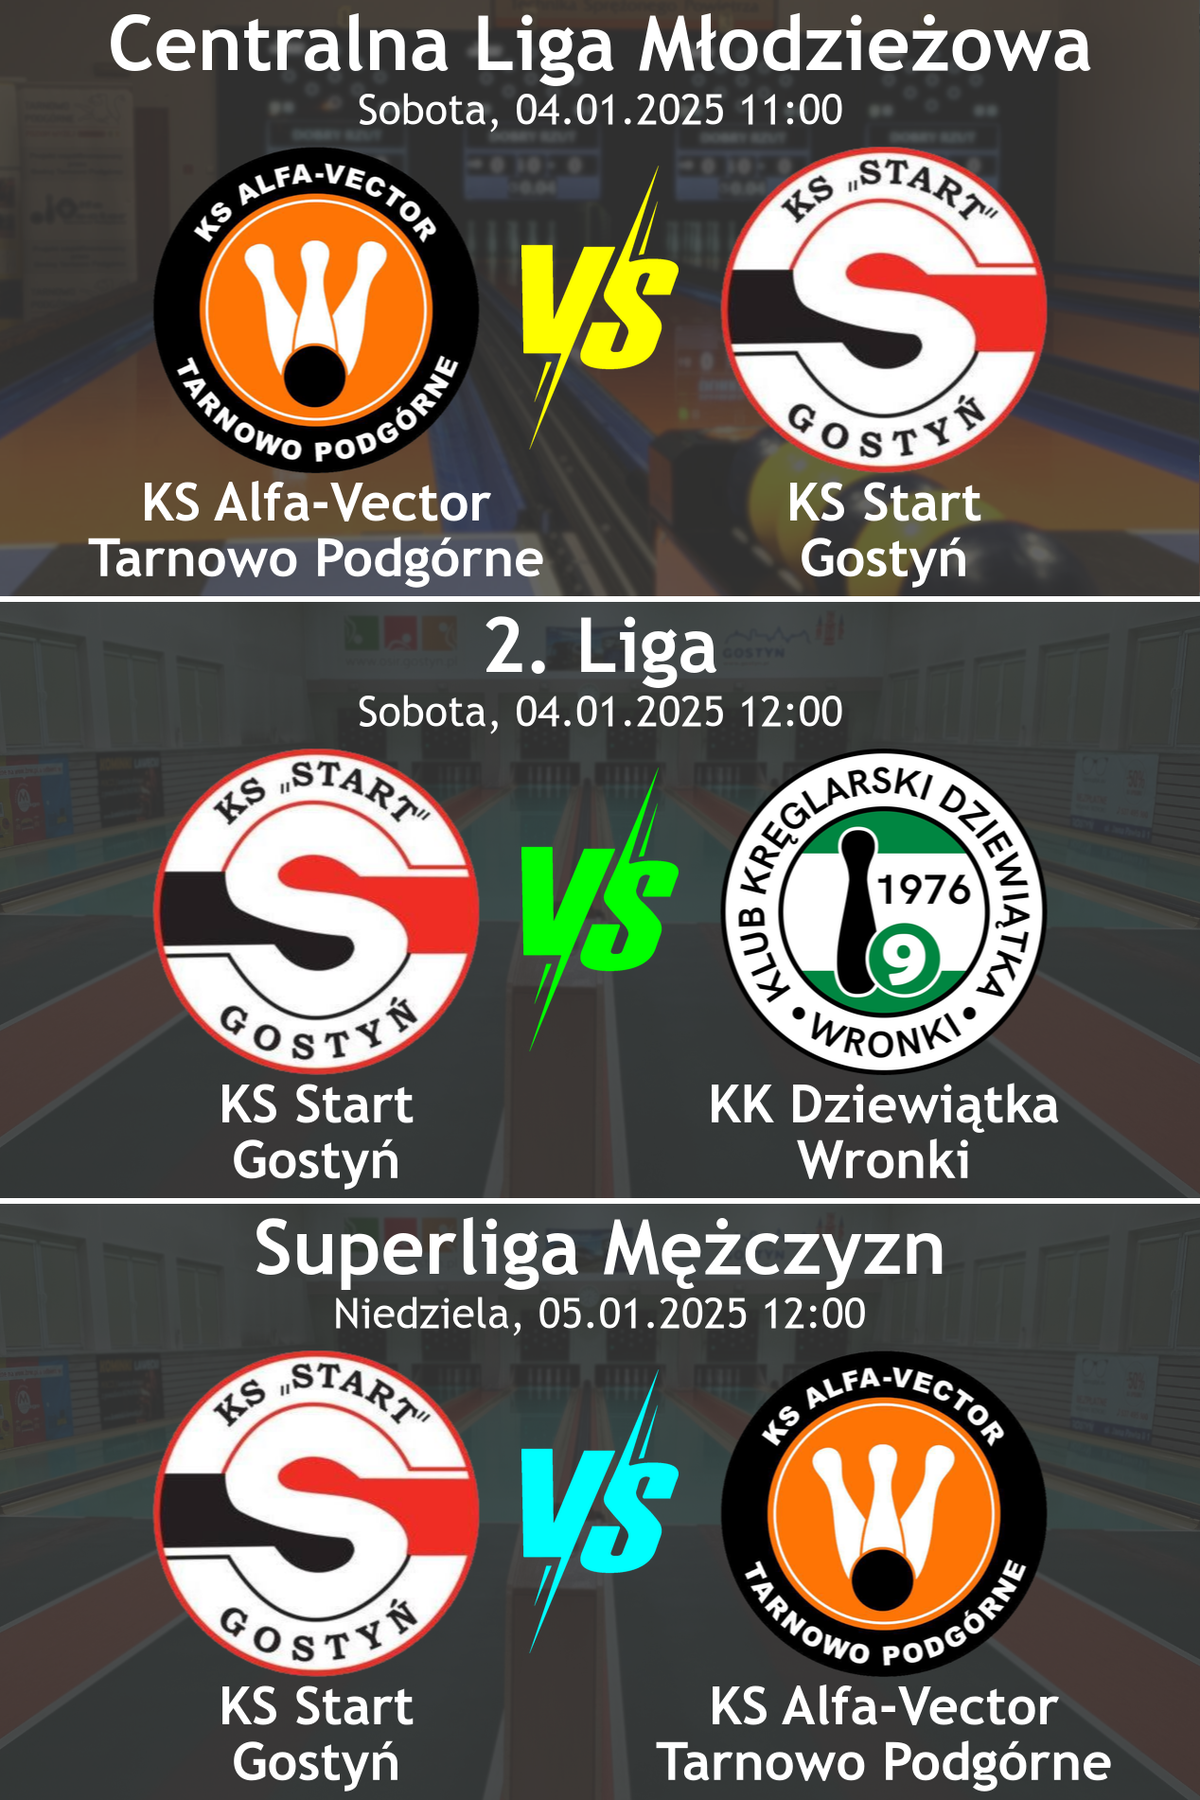 Centralna Liga Młodzieżowa
Sobota, 04.01.2025 11:00
KS ALFA-VECTOR
TARNOWO PODGÓRNE
KS „START”
GOSTYŃ
KS Alfa-Vector
Tarnowo Podgórne
KS Start
Gostyń
2. Liga
Sobota, 04.01.2025 12:00
KS „START”
GOSTYŃ
KLUB KRĘGLARSKI DZIEWIĄTKA
1976
9
• WRONKI •
KS Start
Gostyń
KK Dziewiątka
Wronki
Superliga Mężczyzn
Niedziela, 05.01.2025 12:00
KS „START”
GOSTYŃ
KS ALFA-VECTOR
TARNOWO PODGÓRNE
KS Start
Gostyń
KS Alfa-Vector
Tarnowo Podgórne
VS
VS
VS
GOSTYN
DOBRY RZUT